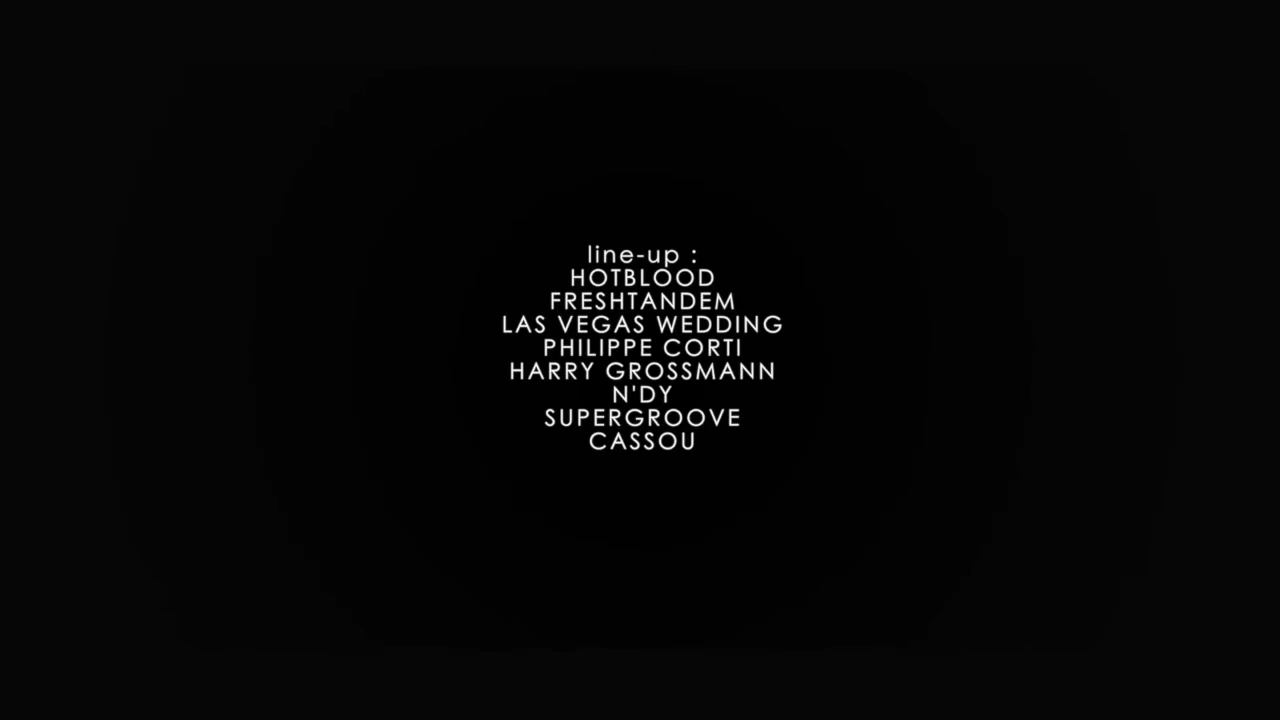 line-up :
HOTBLOOD
FRESHTANDEM
LAS VEGAS WEDDING
PHILIPPE CORTI
HARRY GROSSMANN
N'DY
SUPERGROOVE
CASSOU